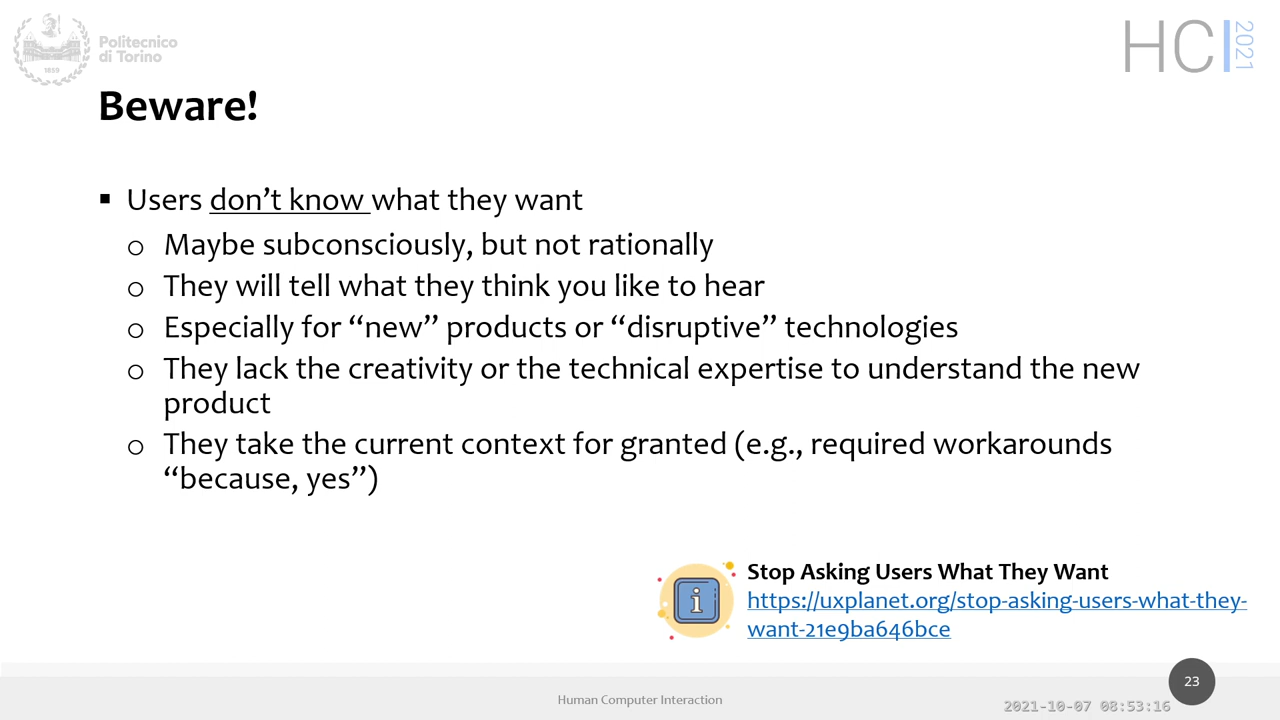 Politecnico
di Torino
1859
HCI 2021
Beware!
▪ Users don’t know what they want
o Maybe subconsciously, but not rationally
o They will tell what they think you like to hear
o Especially for “new” products or “disruptive” technologies
o They lack the creativity or the technical expertise to understand the new
product
o They take the current context for granted (e.g., required workarounds
“because, yes”)
i
Stop Asking Users What They Want
https://uxplanet.org/stop-asking-users-what-they-
want-21e9ba646bce
Human Computer Interaction
23
2021-10-07 08:53:16